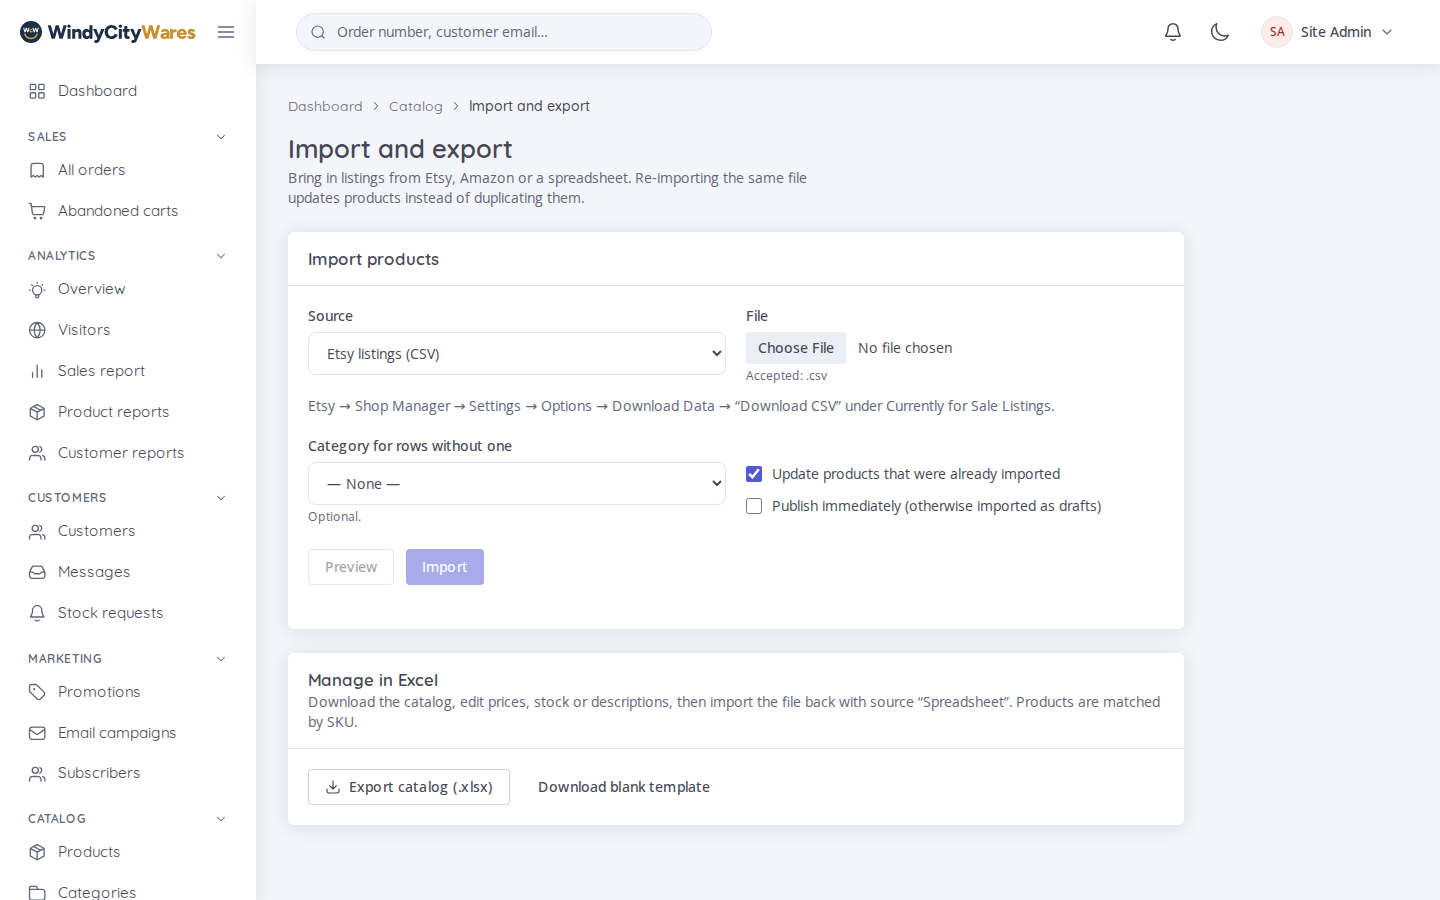 WindyCityWares
Order number, customer email...
SA
Site Admin
Dashboard
SALES
All orders
Abandoned carts
ANALYTICS
Overview
Visitors
Sales report
Product reports
Customer reports
CUSTOMERS
Customers
Messages
Stock requests
MARKETING
Promotions
Email campaigns
Subscribers
CATALOG
Products
Categories
Dashboard > Catalog > Import and export
Import and export
Bring in listings from Etsy, Amazon or a spreadsheet. Re-importing the same file
updates products instead of duplicating them.
Import products
Source
Etsy listings (CSV)
File
Choose File No file chosen
Accepted: .csv
Etsy → Shop Manager → Settings → Options → Download Data → “Download CSV” under Currently for Sale Listings.
Category for rows without one
— None —
Optional.
Update products that were already imported
Publish immediately (otherwise imported as drafts)
Preview
Import
Manage in Excel
Download the catalog, edit prices, stock or descriptions, then import the file back with source “Spreadsheet”. Products are matched
by SKU.
Export catalog (.xlsx)
Download blank template